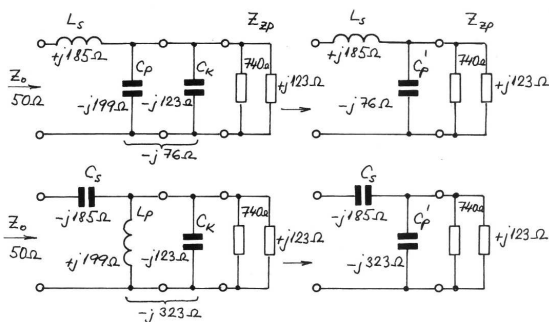 Ls
+j185Ω
Zo
50Ω
Cp
-j199Ω
CK
-j123Ω
Zzp
740Ω
+j123Ω
-j76Ω
Ls
+j185Ω
Cp'
-j76Ω
Zzp
740Ω
+j123Ω
Cs
-j185Ω
Zo
50Ω
Lp
+j199Ω
CK
-j123Ω
740Ω
+j123Ω
-j323Ω
Cs
-j185Ω
Cp'
-j323Ω
740Ω
+j123Ω